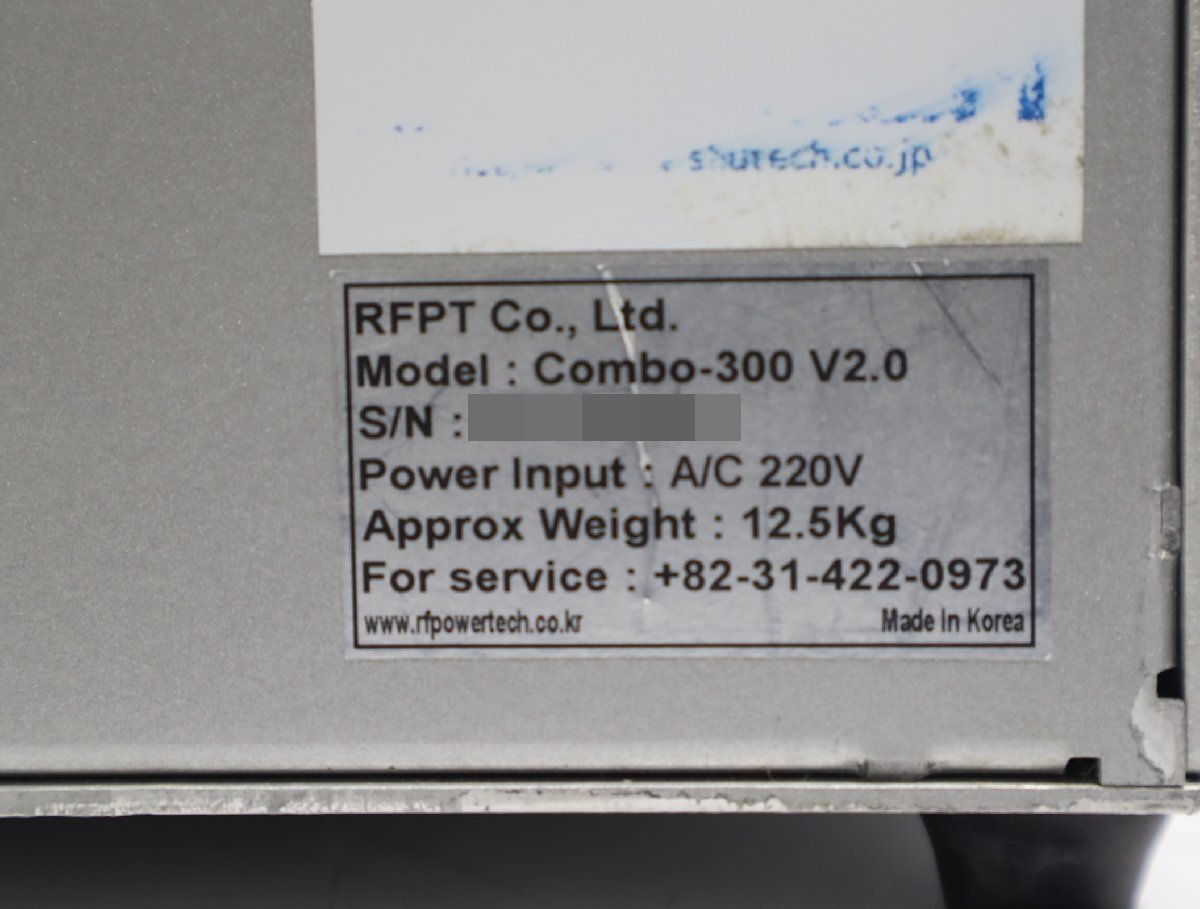 shutech.co.jp
RFPT Co., Ltd.
Model : Combo-300 V2.0
S/N :
Power Input : A/C 220V
Approx Weight : 12.5Kg
For service : +82-31-422-0973
www.rfpowertech.co.kr Made In Korea